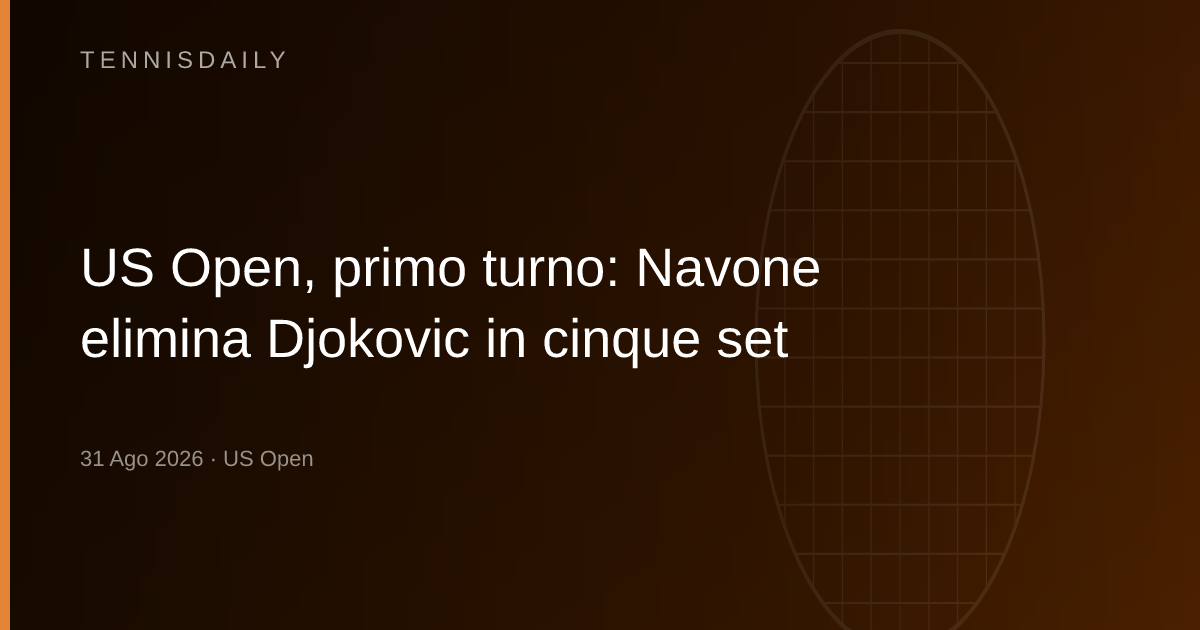 TENNISDAILY
US Open, primo turno: Navone
elimina Djokovic in cinque set
31 Ago 2026 · US Open